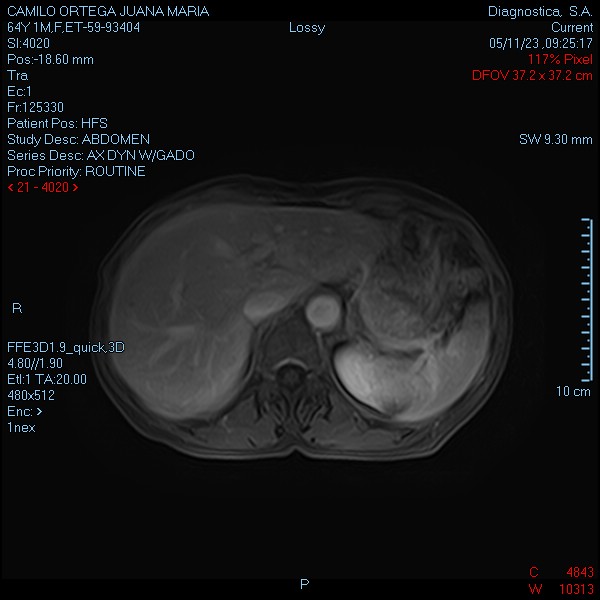 CAMILO ORTEGA JUANA MARIA
64Y 1M,F,ET-59-93404
SI:4020
Pos:-18.60 mm
Tra
Ec:1
Fr:125330
Patient Pos: HFS
Study Desc: ABDOMEN
Series Desc: AX DYN W/GADO
Proc Priority: ROUTINE
< 21 - 4020 >
Lossy
Diagnostica, S.A.
Current
05/11/23 ,09:25:17
117% Pixel
DFOV 37.2 x 37.2 cm
SW 9.30 mm
R
FFE3D1.9_quick,3D
4.80//1.90
Etl:1 TA:20.00
480x512
Enc: >
1nex
10 cm
P
C 4843
W 10313